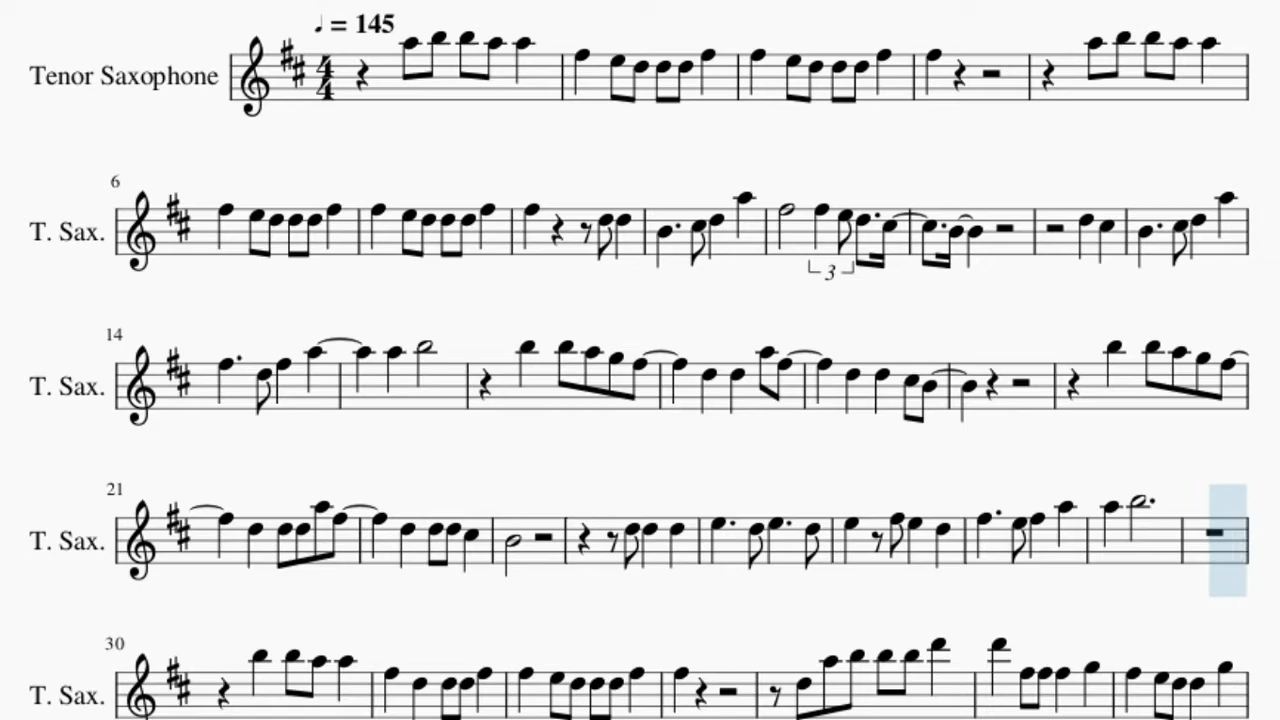 ♩ = 145
Tenor Saxophone
4
4
6
T. Sax.
3
14
T. Sax.
21
T. Sax.
30
T. Sax.